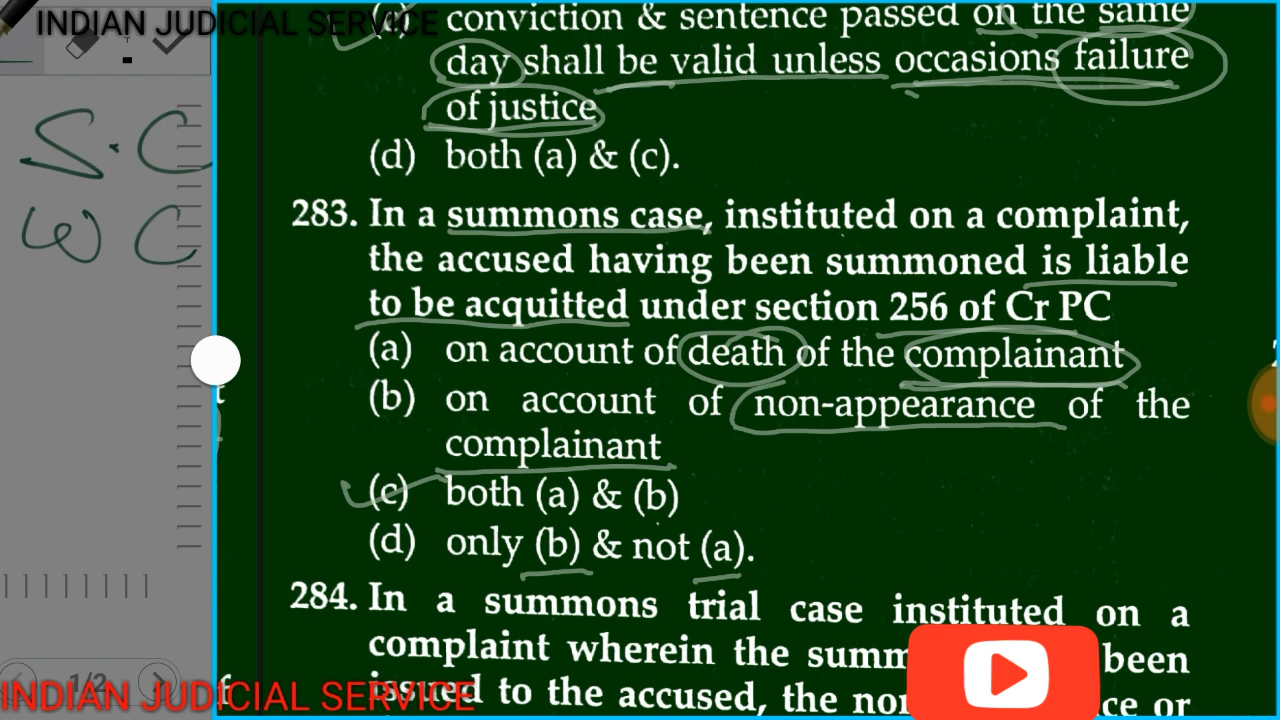 INDIAN JUDICIAL SERVICE
(c) conviction & sentence passed on the same
day shall be valid unless occasions failure
of justice
(d) both (a) & (c).
S.C
W C
283. In a summons case, instituted on a complaint,
the accused having been summoned is liable
to be acquitted under section 256 of Cr PC
(a) on account of death of the complainant
(b) on account of non-appearance of the
complainant
(c) both (a) & (b)
(d) only (b) & not (a).
284. In a summons trial case instituted on a
complaint wherein the summ been
issued to the accused, the non ce or
1/2
INDIAN JUDICIAL SERVICE